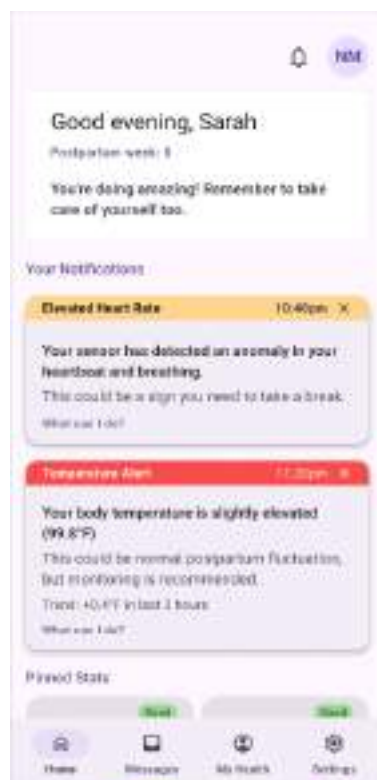 NM
Good evening, Sarah
Postpartum week:
You're doing amazing! Remember to take
care of yourself too.
Your Notifications
Elevated Heart Rate 10:40pm ×
Your sensor has detected an anomaly in your
heartbeat and breathing.
This could be a sign you need to take a break.
What can I do?
Temperature Alert ×
Your body temperature is slightly elevated
(99.8°F)
This could be normal postpartum fluctuation,
but monitoring is recommended.
Trend: +0.4°F in last 2 hours
What can I do?
Pinned Stats
Good Good
Home Messages My Health Settings